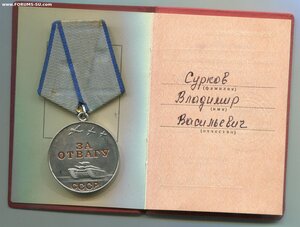 www.FORUMS-SU.com
ЗА
ОТВАГУ
СССР
Сурков
(фамилия)
Владимир
(имя)
Васильевич
(отчество)